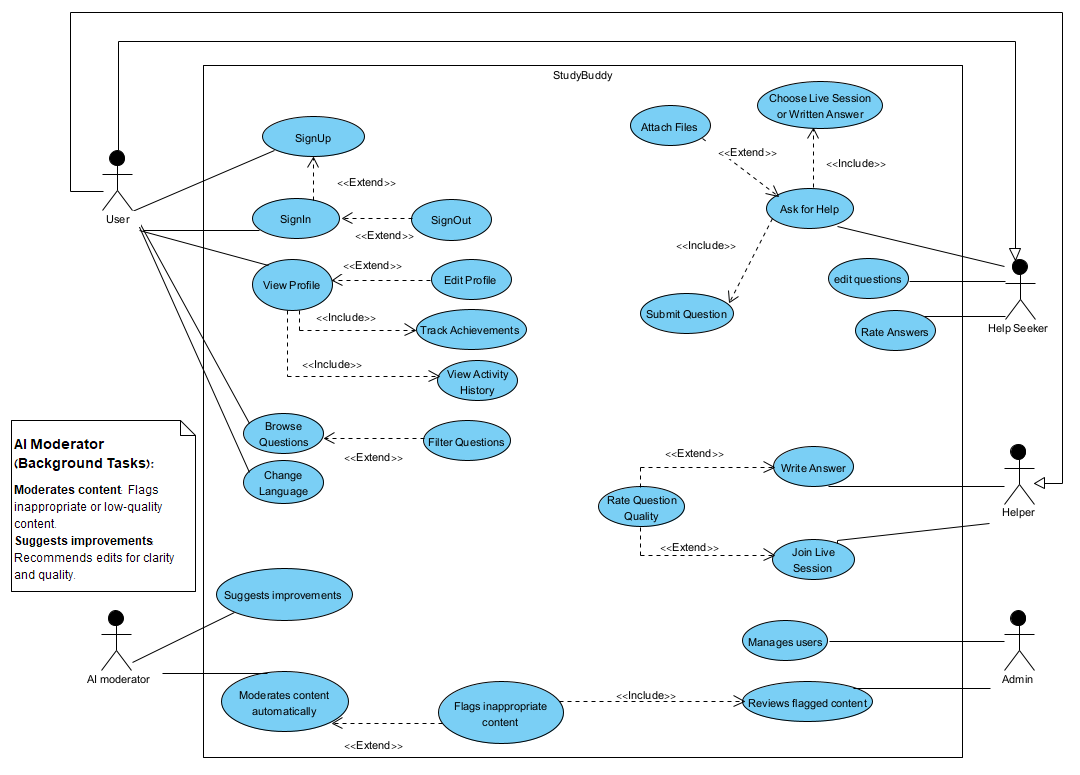 StudyBuddy
Choose Live Session
or Written Answer
Attach Files
SignUp
<<Extend>>
<<Include>>
User
<<Extend>>
SignIn
SignOut
<<Extend>>
Ask for Help
<<Include>>
<<Extend>>
View Profile
Edit Profile
edit questions
<<Include>>
Track Achievements
Submit Question
Help Seeker
Rate Answers
<<Include>>
View Activity
History
Browse
Questions
Filter Questions
<<Extend>>
Change
Language
AI Moderator
(Background Tasks):
Moderates content: Flags
inappropriate or low-quality
content.
Suggests improvements
Recommends edits for clarity
and quality.
<<Extend>>
Write Answer
Rate Question
Quality
Helper
<<Extend>>
Join Live
Session
Suggests improvements
AI moderator
Manages users
Admin
Moderates content
automatically
Flags inappropriate
content
<<Include>>
Reviews flagged content
<<Extend>>